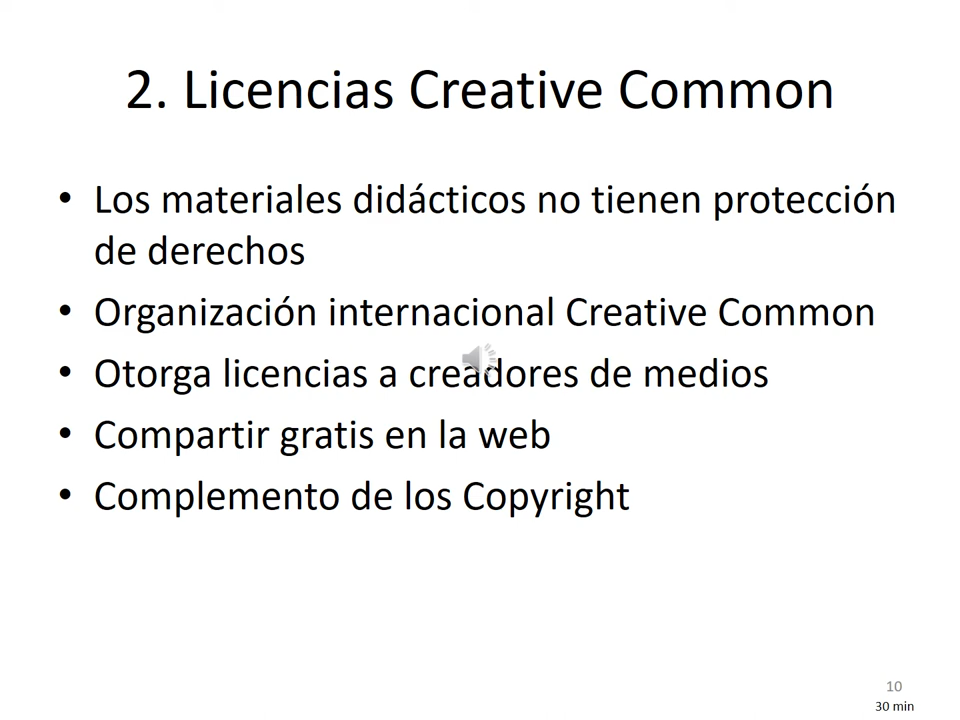 2. Licencias Creative Common
• Los materiales didácticos no tienen protección
de derechos
• Organización internacional Creative Common
• Otorga licencias a creadores de medios
• Compartir gratis en la web
• Complemento de los Copyright
10
30 min